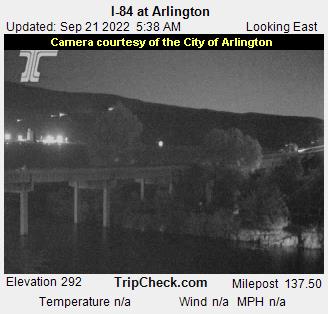 I-84 at Arlington
Updated: Sep 21 2022 5:38 AM Looking East
Camera courtesy of the City of Arlington
Elevation 292 TripCheck.com Milepost 137.50
Temperature n/a Wind n/a MPH n/a